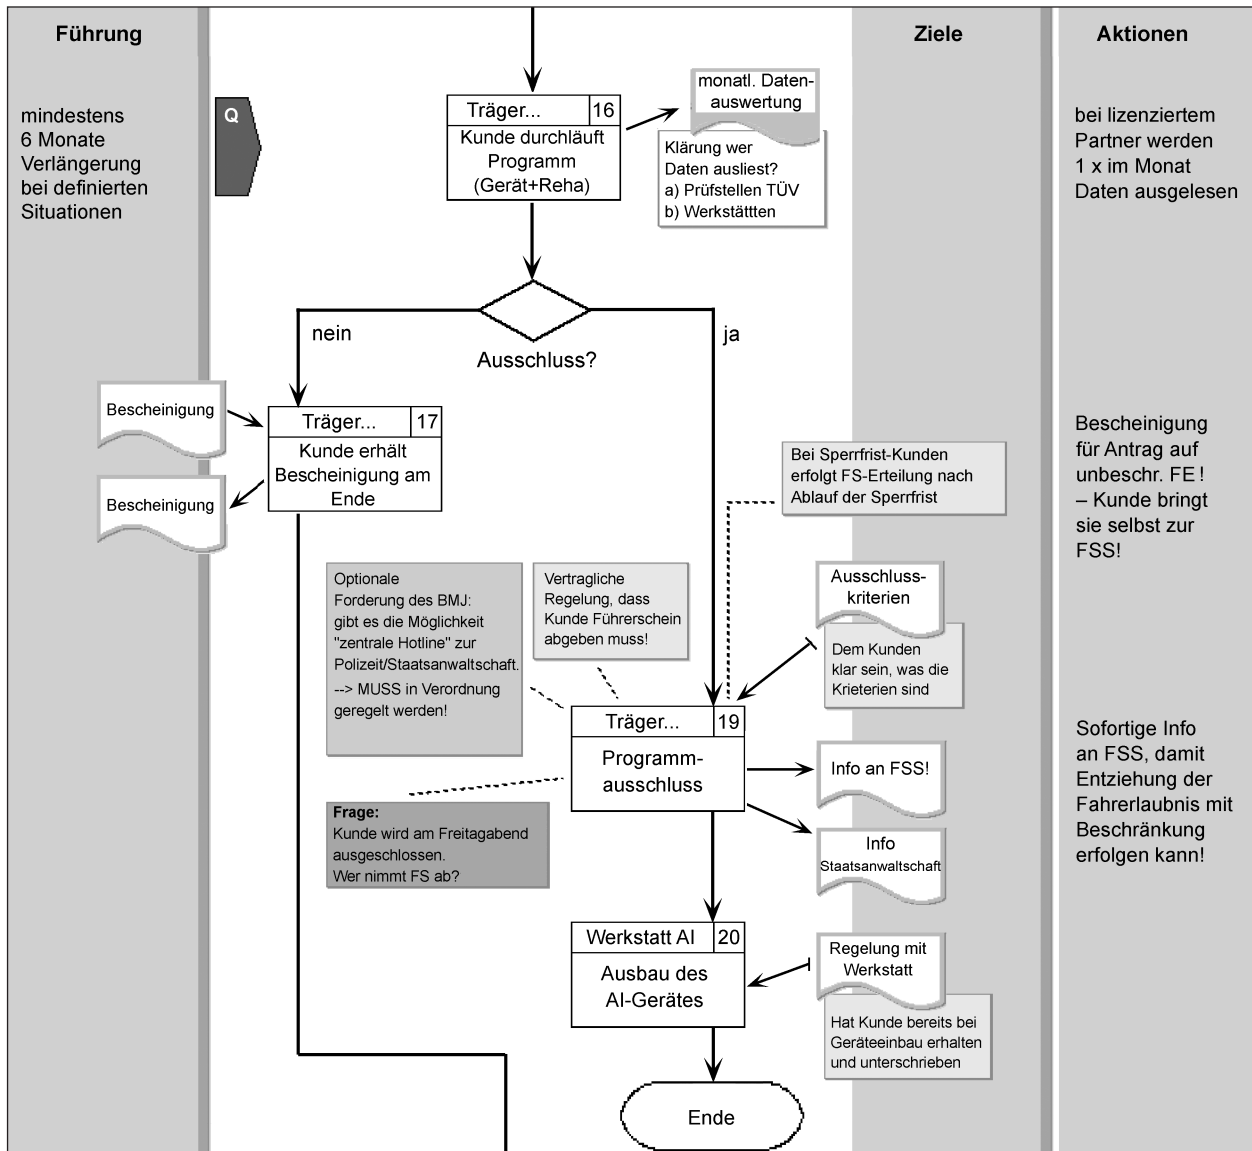 Führung
Ziele
Aktionen
mindestens
6 Monate
Verlängerung
bei definierten
Situationen
Q
Träger... 16
Kunde durchläuft
Programm
(Gerät+Reha)
monatl. Daten-
auswertung
Klärung wer
Daten ausliest?
a) Prüfstellen TÜV
b) Werkstättten
bei lizenziertem
Partner werden
1 x im Monat
Daten ausgelesen
nein
ja
Ausschluss?
Bescheinigung
Bescheinigung
Träger... 17
Kunde erhält
Bescheinigung am
Ende
Bei Sperrfrist-Kunden
erfolgt FS-Erteilung nach
Ablauf der Sperrfrist
Bescheinigung
für Antrag auf
unbeschr. FE !
– Kunde bringt
sie selbst zur
FSS!
Optionale
Forderung des BMJ:
gibt es die Möglichkeit
"zentrale Hotline" zur
Polizeit/Staatsanwaltschaft.
--> MUSS in Verordnung
geregelt werden!
Vertragliche
Regelung, dass
Kunde Führerschein
abgeben muss!
Ausschluss-
kriterien
Dem Kunden
klar sein, was die
Krieterien sind
Träger... 19
Programm-
ausschluss
Info an FSS!
Info
Staatsanwaltschaft
Sofortige Info
an FSS, damit
Entziehung der
Fahrerlaubnis mit
Beschränkung
erfolgen kann!
Frage:
Kunde wird am Freitagabend
ausgeschlossen.
Wer nimmt FS ab?
Werkstatt AI 20
Ausbau des
AI-Gerätes
Regelung mit
Werkstatt
Hat Kunde bereits bei
Geräteeinbau erhalten
und unterschrieben
Ende